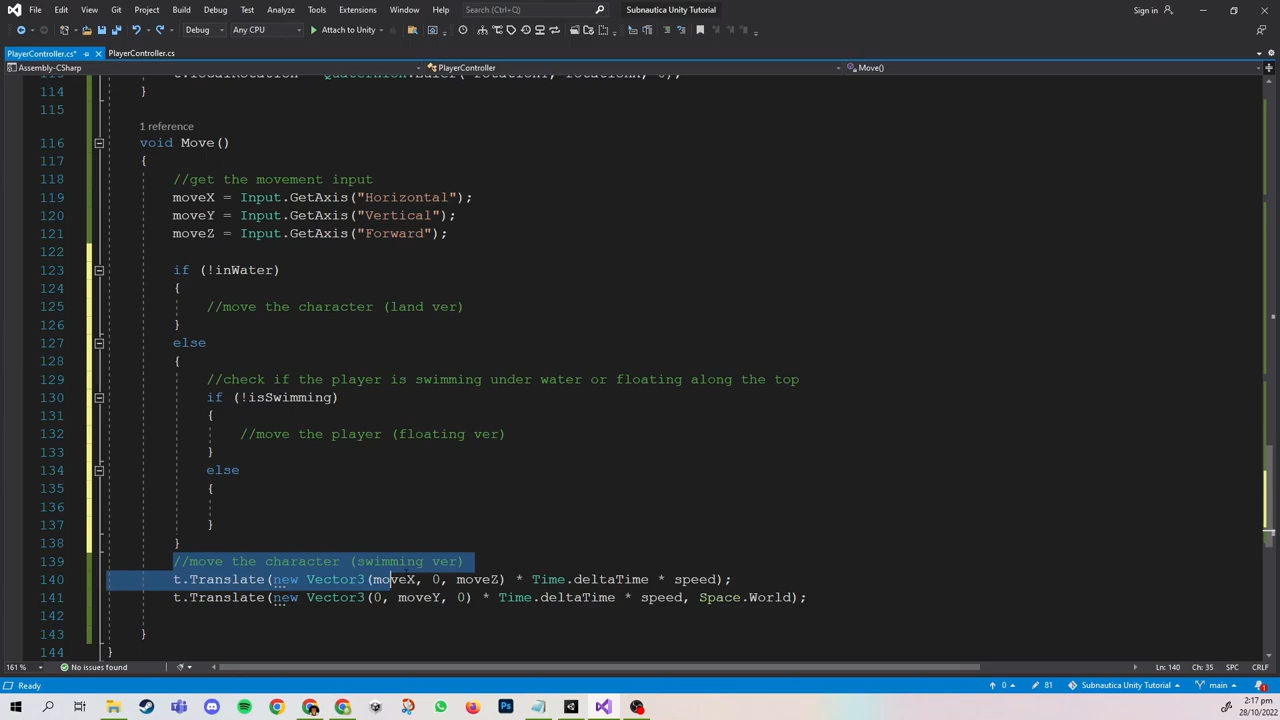 File Edit View Git Project Build Debug Test Analyze Tools Extensions Window Help Search (Ctrl+Q) Subnautica Unity Tutorial Sign in
Debug Any CPU Attach to Unity
PlayerController.cs* PlayerController.cs
Assembly-CSharp PlayerController Move()
114 }
115
1 reference
116 void Move()
117 {
118 //get the movement input
119 moveX = Input.GetAxis("Horizontal");
120 moveY = Input.GetAxis("Vertical");
121 moveZ = Input.GetAxis("Forward");
122
123 if (!inWater)
124 {
125 //move the character (land ver)
126 }
127 else
128 {
129 //check if the player is swimming under water or floating along the top
130 if (!isSwimming)
131 {
132 //move the player (floating ver)
133 }
134 else
135 {
136
137 }
138 }
139 //move the character (swimming ver)
140 t.Translate(new Vector3(moveX, 0, moveZ) * Time.deltaTime * speed);
141 t.Translate(new Vector3(0, moveY, 0) * Time.deltaTime * speed, Space.World);
142
143 }
144 }
161 % No issues found Ln: 140 Ch: 35 SPC CRLF
Ready 0 81 Subnautica Unity Tutorial main
2:17 pm
28/10/2022